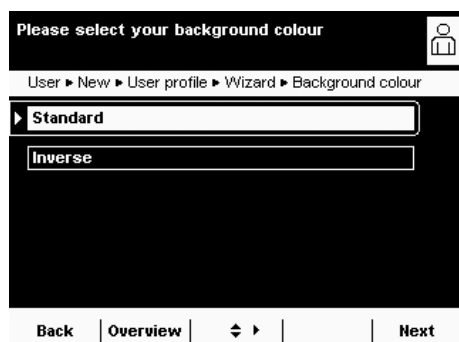 Please select your background colour
User ▸ New ▸ User profile ▸ Wizard ▸ Background colour
Standard
Inverse
Back Overview Next